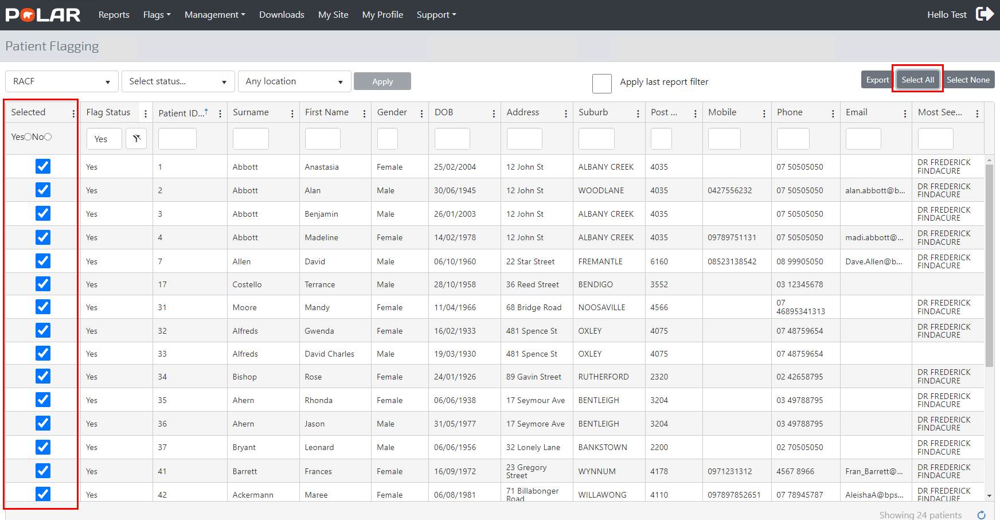 POLAR Reports Flags Management Downloads My Site My Profile Support Hello Test
Patient Flagging
RACF Select status... Any location Apply Apply last report filter Export Select All Select None
Selected Flag Status Patient ID... Surname First Name Gender DOB Address Suburb Post ... Mobile Phone Email Most See...
Yes No Yes
Yes 1 Abbott Anastasia Female 25/02/2004 12 John St ALBANY CREEK 4035 07 50505050 DR FREDERICK
FINDACURE
Yes 2 Abbott Alan Male 30/06/1945 12 John St WOODLANE 4035 0427556232 07 50505050 alan.abbott@b... DR FREDERICK
FINDACURE
Yes 3 Abbott Benjamin Male 26/01/2003 12 John St ALBANY CREEK 4035 07 50505050 DR FREDERICK
FINDACURE
Yes 4 Abbott Madeline Female 14/02/1978 12 John St ALBANY CREEK 4035 09789751131 07 50505050 madi.abbott@... DR FREDERICK
FINDACURE
Yes 7 Allen David Male 06/10/1960 22 Star Street FREMANTLE 6160 08523138542 08 99905050 Dave.Allen@b... DR FREDERICK
FINDACURE
Yes 17 Costello Terrance Male 28/10/1958 36 Reed Street BENDIGO 3552 03 12345678
Yes 31 Moore Mandy Female 11/04/1966 68 Bridge Road NOOSAVILLE 4566 07 DR FREDERICK
46895341313 FINDACURE
Yes 32 Alfreds Gwenda Female 16/02/1933 481 Spence St OXLEY 4075 07 48759654 DR FREDERICK
FINDACURE
Yes 33 Alfreds David Charles Male 19/03/1930 481 Spence St OXLEY 4075 07 48759654
Yes 34 Bishop Rose Female 24/01/1926 89 Gavin Street RUTHERFORD 2320 02 42658795 DR FREDERICK
FINDACURE
Yes 35 Ahern Rhonda Female 06/06/1938 17 Seymour Ave BENTLEIGH 3204 03 49788795 DR FREDERICK
FINDACURE
Yes 36 Ahern Jason Male 31/05/1977 17 Seymore Ave BENTLEIGH 3204 03 49788795 DR FREDERICK
FINDACURE
Yes 37 Bryant Leonard Male 06/06/1956 32 Lonely Lane BANKSTOWN 2200 02 70505050 DR FREDERICK
FINDACURE
Yes 41 Barrett Frances Female 16/09/1972 23 Gregory WYNNUM 4178 0971231312 4567 8966 Fran_Barrett@... DR FREDERICK
Street FINDACURE
Yes 42 Ackermann Maree Female 06/08/1981 71 Billabonger WILLAWONG 4110 097897852651 07 78945787 AleishaA@bps... DR FREDERICK
Road FINDACURE
Showing 24 patients